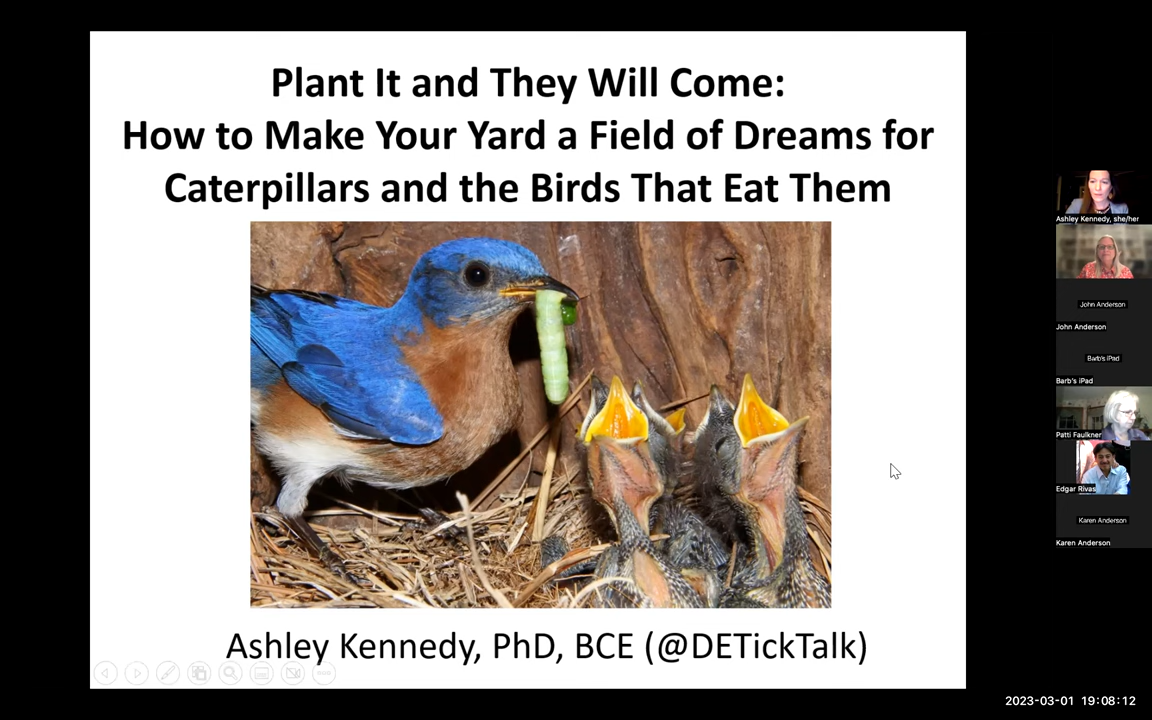 Plant It and They Will Come:
How to Make Your Yard a Field of Dreams for
Caterpillars and the Birds That Eat Them
Ashley Kennedy, PhD, BCE (@DETickTalk)
Ashley Kennedy, she/her
John Anderson
John Anderson
Barb's iPad
Barb's iPad
Patti Faulkner
Edgar Rivas
Karen Anderson
Karen Anderson
2023-03-01 19:08:12